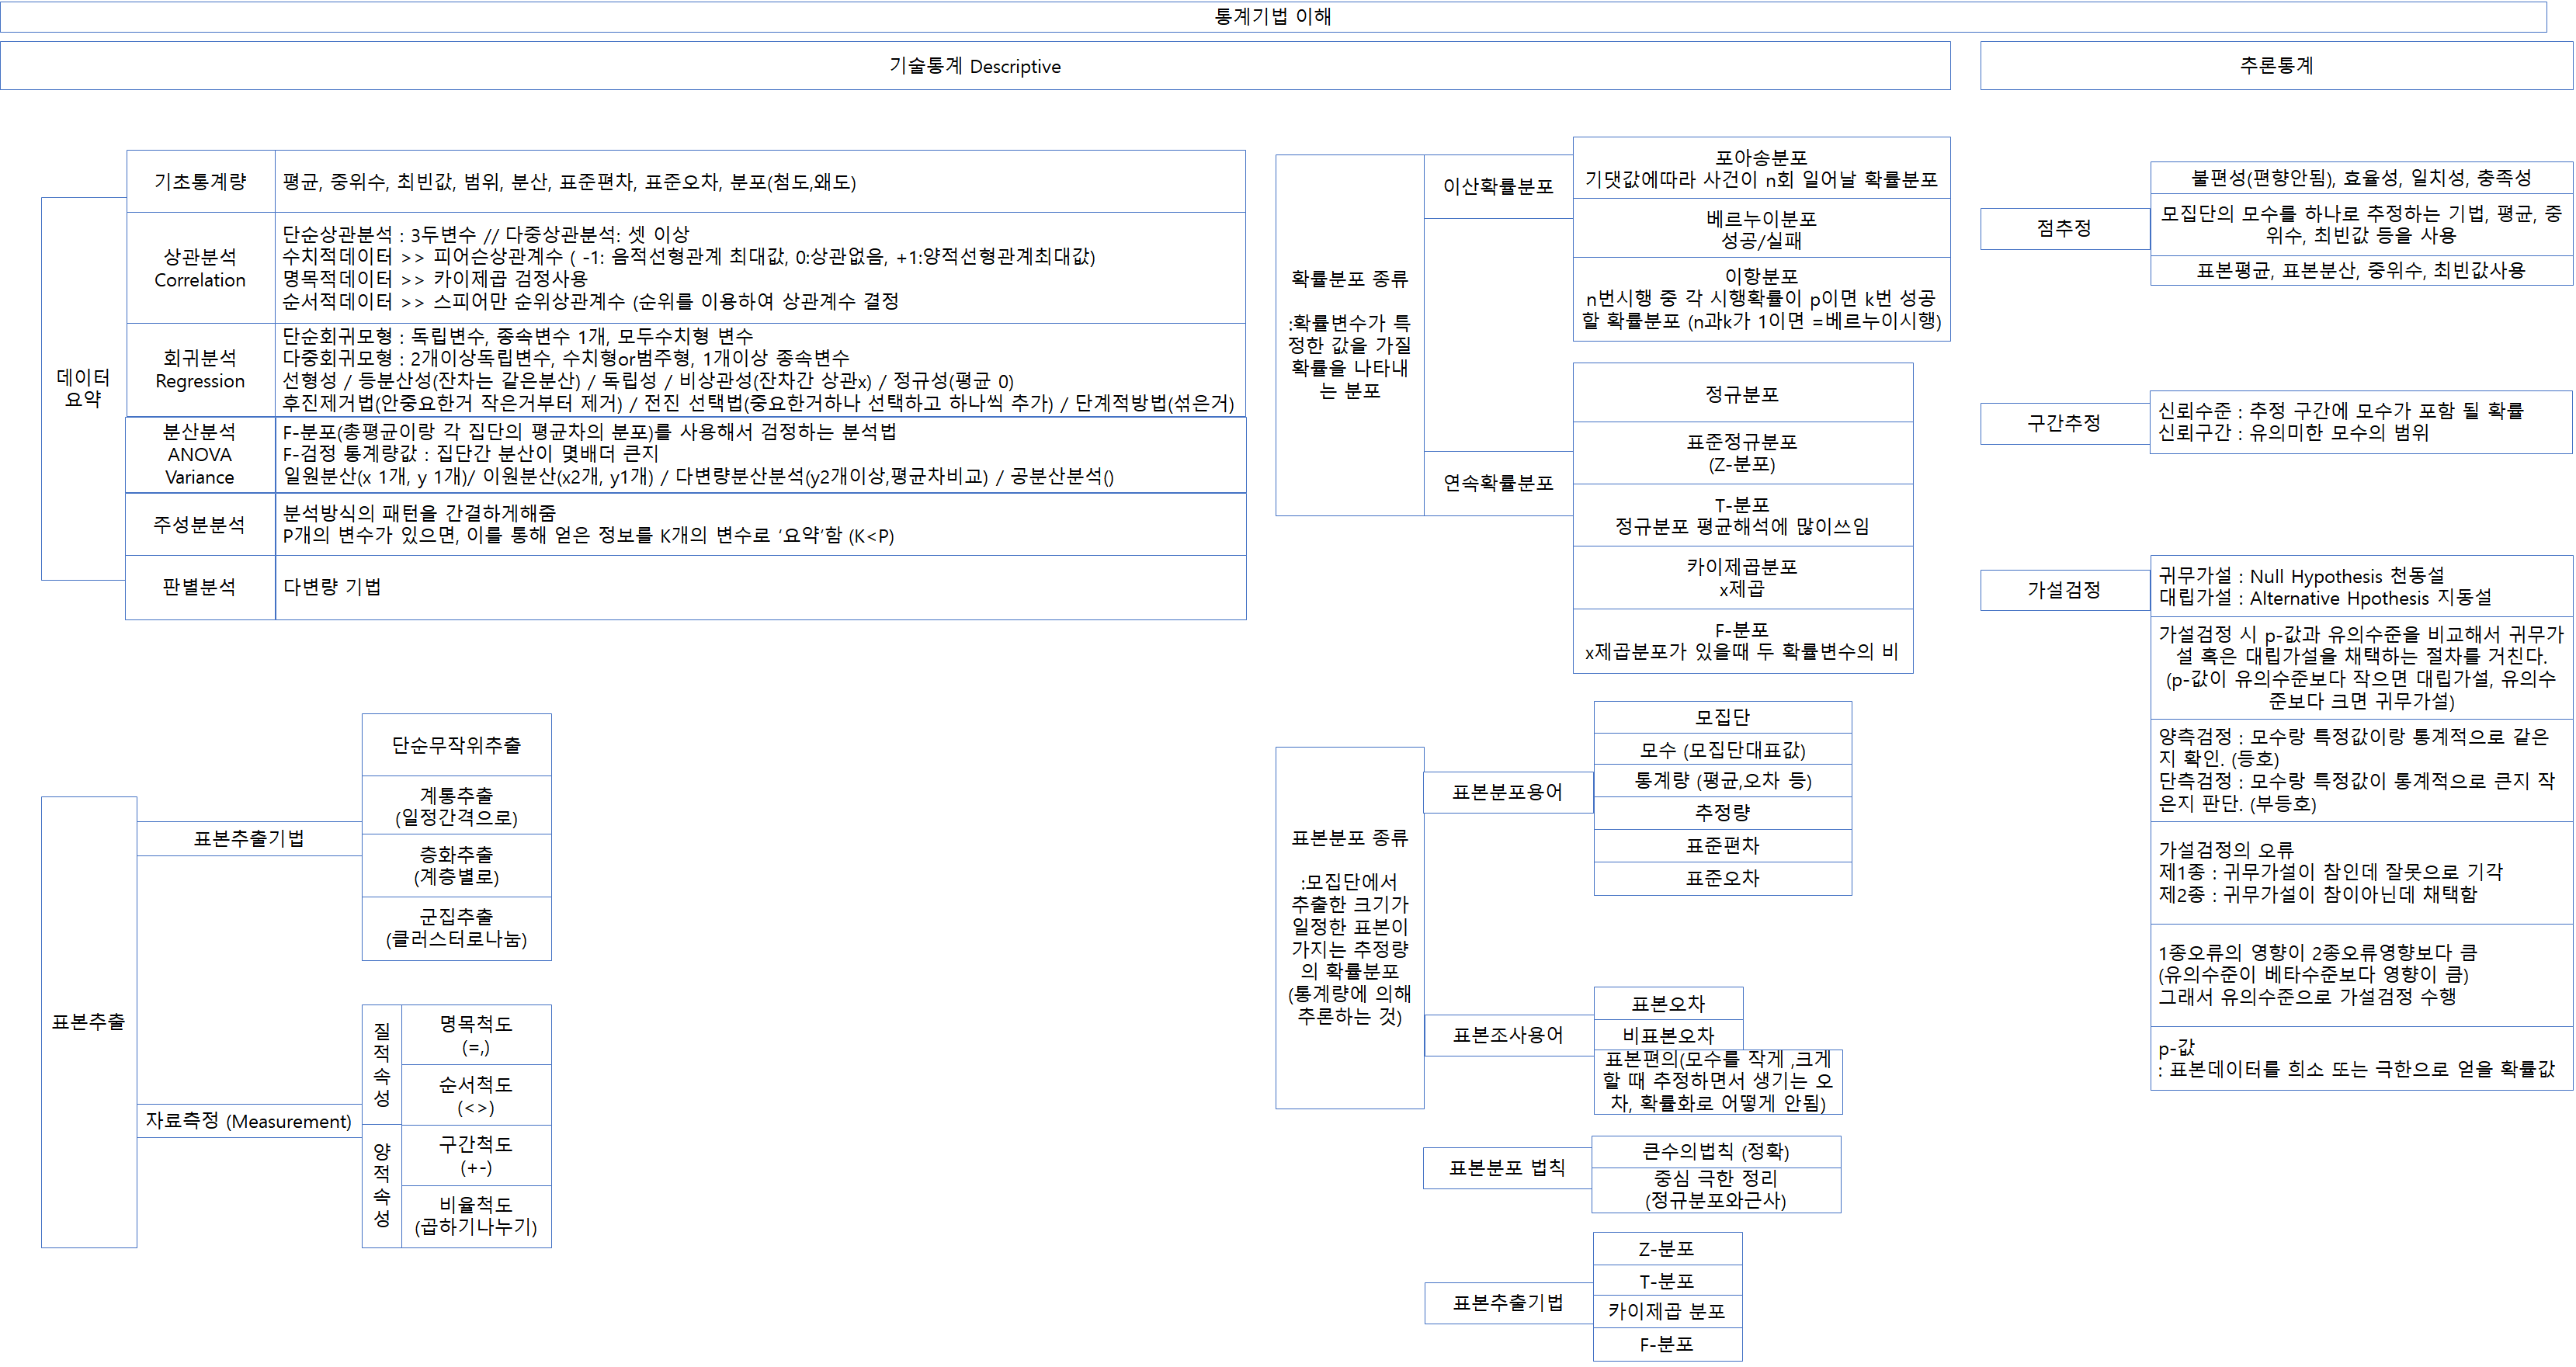 통계기법 이해
기술통계 Descriptive
추론통계
데이터
요약
기초통계량
평균, 중위수, 최빈값, 범위, 분산, 표준편차, 표준오차, 분포(첨도,왜도)
상관분석
Correlation
단순상관분석 : 3두변수 // 다중상관분석: 셋 이상
수치적데이터 >> 피어슨상관계수 ( -1: 음적선형관계 최대값, 0:상관없음, +1:양적선형관계최대값)
명목적데이터 >> 카이제곱 검정사용
순서적데이터 >> 스피어만 순위상관계수 (순위를 이용하여 상관계수 결정
회귀분석
Regression
단순회귀모형 : 독립변수, 종속변수 1개, 모두수치형 변수
다중회귀모형 : 2개이상독립변수, 수치형or범주형, 1개이상 종속변수
선형성 / 등분산성(잔차는 같은분산) / 독립성 / 비상관성(잔차간 상관x) / 정규성(평균 0)
후진제거법(안중요한거 작은거부터 제거) / 전진 선택법(중요한거하나 선택하고 하나씩 추가) / 단계적방법(섞은거)
분산분석
ANOVA
Variance
F-분포(총평균이랑 각 집단의 평균차의 분포)를 사용해서 검정하는 분석법
F-검정 통계량값 : 집단간 분산이 몇배더 큰지
일원분산(x 1개, y 1개)/ 이원분산(x2개, y1개) / 다변량분산분석(y2개이상,평균차비교) / 공분산분석()
주성분분석
분석방식의 패턴을 간결하게해줌
P개의 변수가 있으면, 이를 통해 얻은 정보를 K개의 변수로 ‘요약‘함 (K<P)
판별분석
다변량 기법
표본추출
표본추출기법
단순무작위추출
계통추출
(일정간격으로)
층화추출
(계층별로)
군집추출
(클러스터로나눔)
자료측정 (Measurement)
질
적
속
성
명목척도
(=,)
순서척도
(<>)
양
적
속
성
구간척도
(+-)
비율척도
(곱하기나누기)
확률분포 종류
:확률변수가 특
정한 값을 가질
확률을 나타내
는 분포
이산확률분포
포아송분포
기댓값에따라 사건이 n회 일어날 확률분포
베르누이분포
성공/실패
이항분포
n번시행 중 각 시행확률이 p이면 k번 성공
할 확률분포 (n과k가 1이면 =베르누이시행)
연속확률분포
정규분포
표준정규분포
(Z-분포)
T-분포
정규분포 평균해석에 많이쓰임
카이제곱분포
x제곱
F-분포
x제곱분포가 있을때 두 확률변수의 비
표본분포 종류
:모집단에서
추출한 크기가
일정한 표본이
가지는 추정량
의 확률분포
(통계량에 의해
추론하는 것)
표본분포용어
모집단
모수 (모집단대표값)
통계량 (평균,오차 등)
추정량
표준편차
표준오차
표본조사용어
표본오차
비표본오차
표본편의(모수를 작게 ,크게
할 때 추정하면서 생기는 오
차, 확률화로 어떻게 안됨)
표본분포 법칙
큰수의법칙 (정확)
중심 극한 정리
(정규분포와근사)
표본추출기법
Z-분포
T-분포
카이제곱 분포
F-분포
점추정
불편성(편향안됨), 효율성, 일치성, 충족성
모집단의 모수를 하나로 추정하는 기법, 평균, 중
위수, 최빈값 등을 사용
표본평균, 표본분산, 중위수, 최빈값사용
구간추정
신뢰수준 : 추정 구간에 모수가 포함 될 확률
신뢰구간 : 유의미한 모수의 범위
가설검정
귀무가설 : Null Hypothesis 천동설
대립가설 : Alternative Hpothesis 지동설
가설검정 시 p-값과 유의수준을 비교해서 귀무가
설 혹은 대립가설을 채택하는 절차를 거친다.
(p-값이 유의수준보다 작으면 대립가설, 유의수
준보다 크면 귀무가설)
양측검정 : 모수랑 특정값이랑 통계적으로 같은
지 확인. (등호)
단측검정 : 모수랑 특정값이 통계적으로 큰지 작
은지 판단. (부등호)
가설검정의 오류
제1종 : 귀무가설이 참인데 잘못으로 기각
제2종 : 귀무가설이 참이아닌데 채택함
1종오류의 영향이 2종오류영향보다 큼
(유의수준이 베타수준보다 영향이 큼)
그래서 유의수준으로 가설검정 수행
p-값
: 표본데이터를 희소 또는 극한으로 얻을 확률값